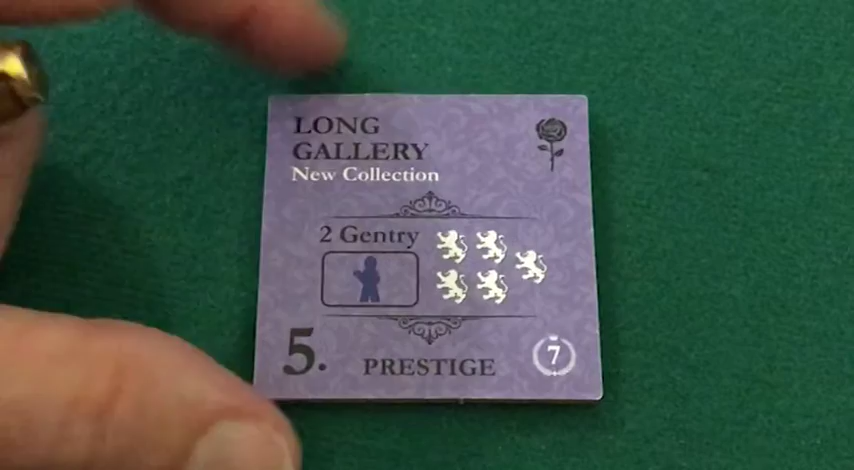 LONG
GALLERY
New Collection
2 Gentry
5.
PRESTIGE
7